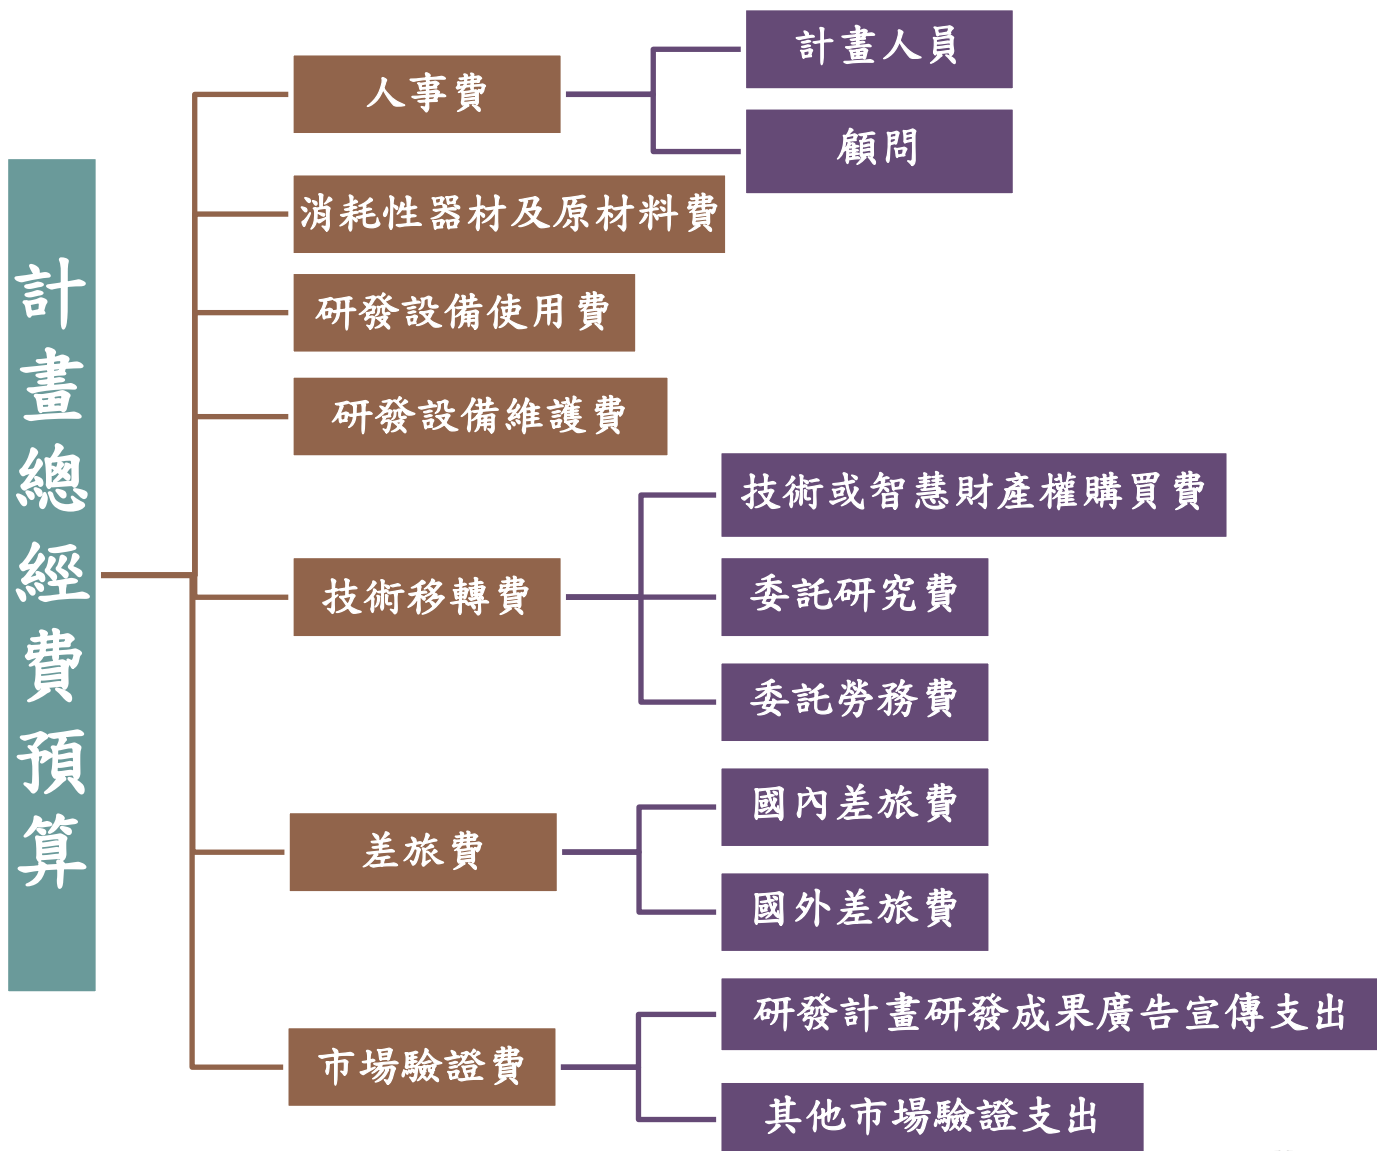 計畫總經費預算
人事費
計畫人員
顧問
消耗性器材及原材料費
研發設備使用費
研發設備維護費
技術移轉費
技術或智慧財產權購買費
委託研究費
委託勞務費
差旅費
國內差旅費
國外差旅費
市場驗證費
研發計畫研發成果廣告宣傳支出
其他市場驗證支出